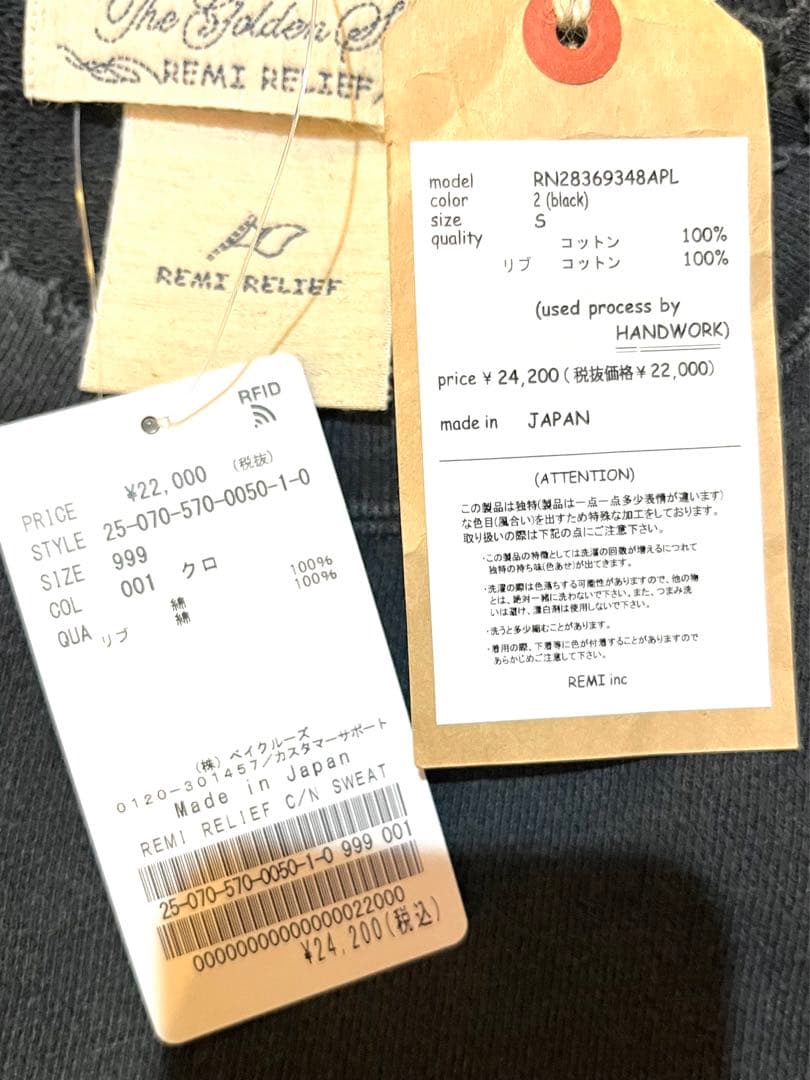 The Golden S
REMI RELIEF
REMI RELIEF
model RN28369348APL
color 2 (black)
size S
quality コットン 100%
リブ コットン 100%
(used process by
HANDWORK)
price ¥ 24,200 (税抜価格¥ 22,000)
made in JAPAN
(ATTENTION)
この製品は独特(製品は一点一点多少表情が違います)
な色目(風合い)を出すため特殊な加工をしております。
取り扱いの際は下記の点にご注意下さい。
・この製品の特徴としては洗濯の回数が増えるにつれて
独特の持ち味(色あせ)が出てきます。
・洗濯の際は色落ちする可能性がありますので、他の物
とは、絶対一緒に洗わないで下さい。また、つまみ洗
いは避け、漂白剤は使用しないで下さい。
・洗うと多少縮むことがあります。
・着用の際、下着等に色が付着することがありますので
あらかじめご注意して下さい。
REMI inc
RFID
PRICE ¥22,000 (税抜)
STYLE 25-070-570-0050-1-0
SIZE 999
COL 001 クロ
QUA 綿 100%
リブ 綿 100%
(株) ベイクルーズ
0120-301457/カスタマーサポート
Made in Japan
REMI RELIEF C/N SWEAT
25-070-570-0050-1-0 999 001
00000000000000022000
¥24,200(税込)